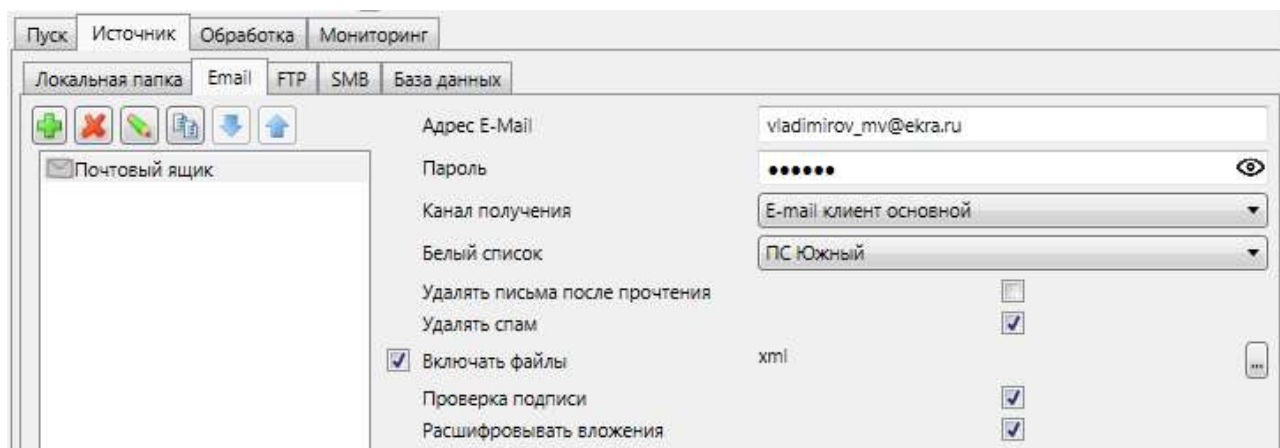 Пуск Источник Обработка Мониторинг
Локальная папка Email FTP SMB База данных
Адрес E-Mail vladimirov_mv@ekra.ru
Почтовый ящик Пароль ●●●●●●
Канал получения E-mail клиент основной
Белый список ПС Южный
Удалять письма после прочтения
Удалять спам
Включать файлы xml ...
Проверка подписи
Расшифровывать вложения